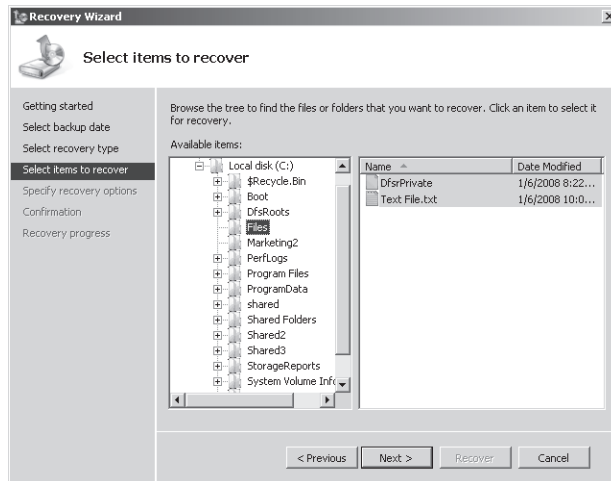 Recovery Wizard
Select items to recover
Getting started
Select backup date
Select recovery type
Select items to recover
Specify recovery options
Confirmation
Recovery progress
Browse the tree to find the files or folders that you want to recover. Click an item to select it
for recovery.
Available items:
Local disk (C:)
$Recycle.Bin
Boot
DfsRoots
Files
Marketing2
PerfLogs
Program Files
ProgramData
shared
Shared Folders
Shared2
Shared3
StorageReports
System Volume Info
Name Date Modified
DfsrPrivate 1/6/2008 8:22...
Text File.txt 1/6/2008 10:0...
< Previous Next > Recover Cancel